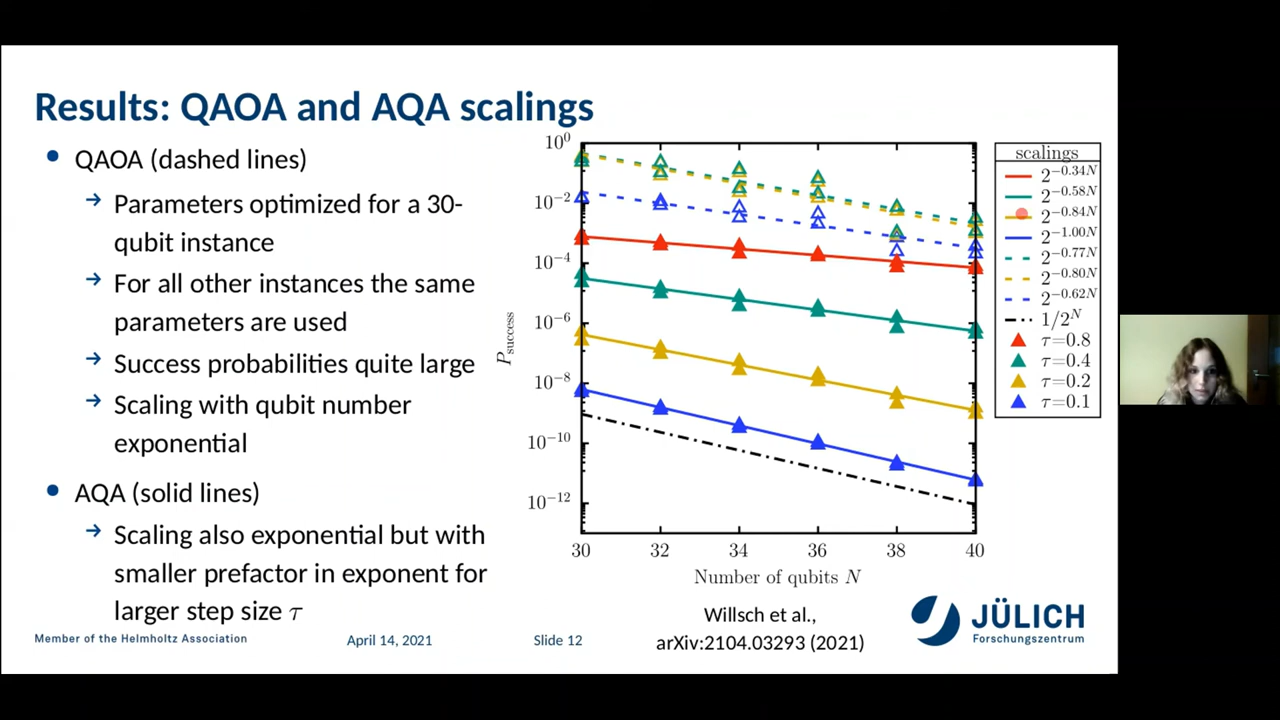 Results: QAOA and AQA scalings
• QAOA (dashed lines)
→ Parameters optimized for a 30-
qubit instance
→ For all other instances the same
parameters are used
→ Success probabilities quite large
→ Scaling with qubit number
exponential
• AQA (solid lines)
→ Scaling also exponential but with
smaller prefactor in exponent for
larger step size τ
P_success
10^0
10^−2
10^−4
10^−6
10^−8
10^−10
10^−12
30 32 34 36 38 40
Number of qubits N
scalings
2^−0.34N
2^−0.58N
2^−0.84N
2^−1.00N
2^−0.77N
2^−0.80N
2^−0.62N
1/2^N
τ=0.8
τ=0.4
τ=0.2
τ=0.1
Willsch et al.,
arXiv:2104.03293 (2021)
Member of the Helmholtz Association
April 14, 2021
Slide 12
JÜLICH
Forschungszentrum